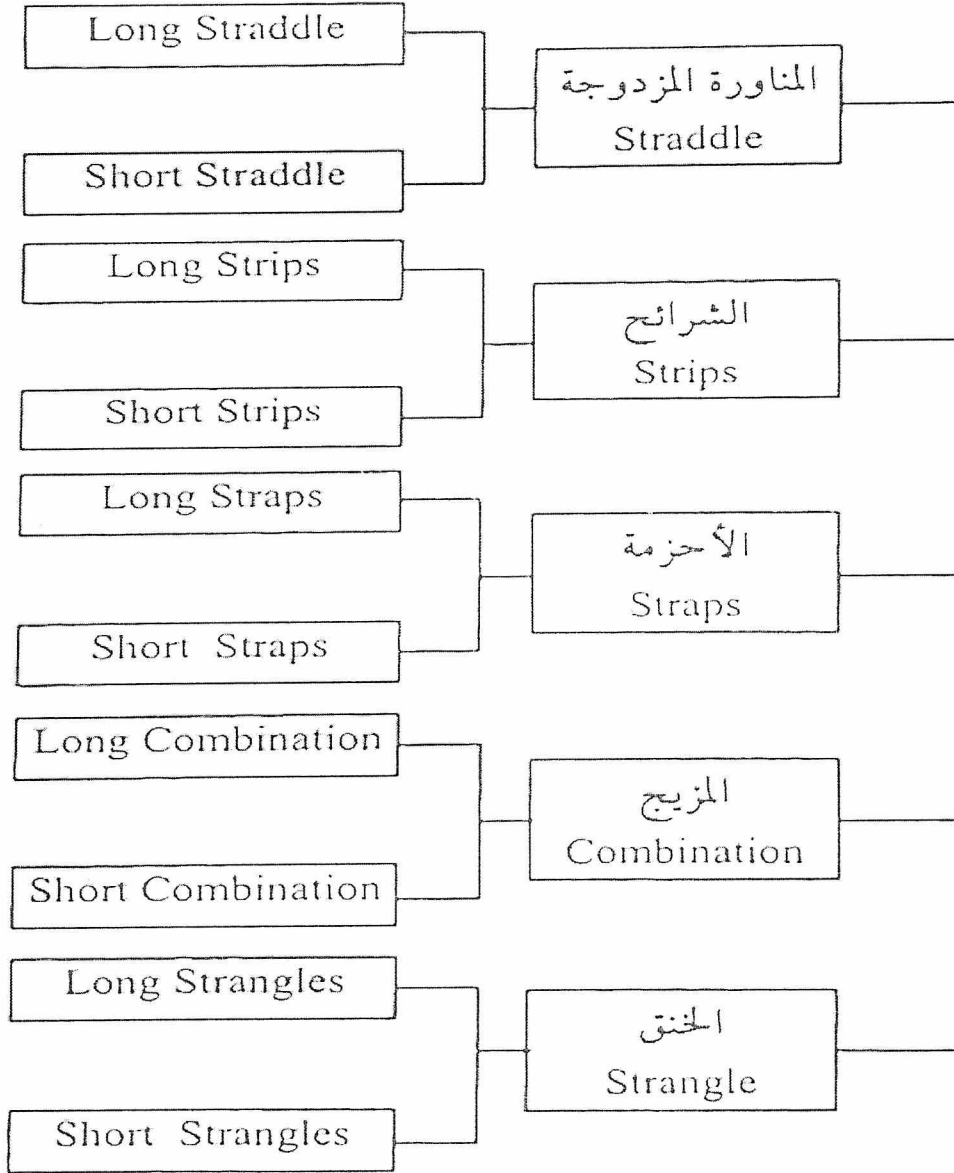 المناورة المزدوجة
Straddle
Long Straddle
Short Straddle
الشرائح
Strips
Long Strips
Short Strips
الأحزمة
Straps
Long Straps
Short Straps
المزيج
Combination
Long Combination
Short Combination
الخنق
Strangle
Long Strangles
Short Strangles